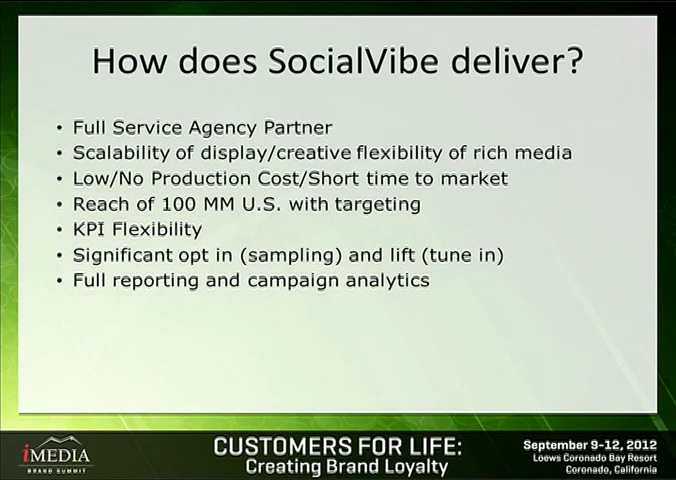 How does SocialVibe deliver?
• Full Service Agency Partner
• Scalability of display/creative flexibility of rich media
• Low/No Production Cost/Short time to market
• Reach of 100 MM U.S. with targeting
• KPI Flexibility
• Significant opt in (sampling) and lift (tune in)
• Full reporting and campaign analytics
iMEDIA
BRAND SUMMIT
CUSTOMERS FOR LIFE:
Creating Brand Loyalty
September 9-12, 2012
Loews Coronado Bay Resort
Coronado, California